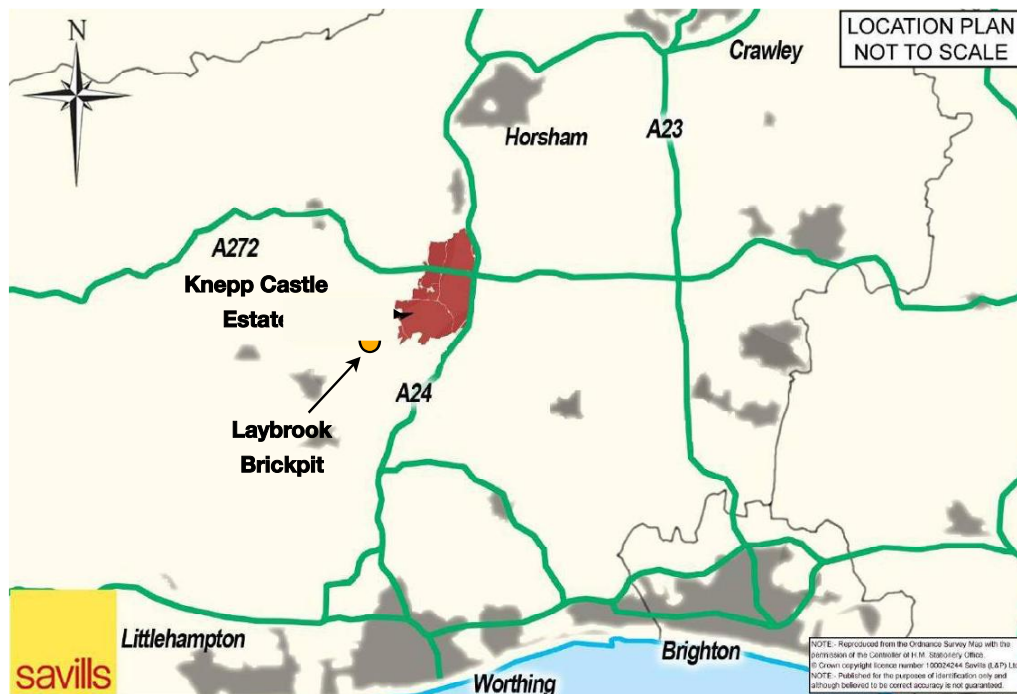 N
LOCATION PLAN
NOT TO SCALE
Crawley
Horsham
A23
A272
Knepp Castle
Estate
A24
Laybrook
Brickpit
Littlehampton
Brighton
Worthing
savills
NOTE:- Reproduced from the Ordnance Survey Map with the
permission of the Controller of H.M. Stationery Office.
© Crown copyright licence number 100024244 Savills (L&P) Ltd
NOTE:- Published for the purposes of identification only and
although believed to be correct accuracy is not guaranteed.